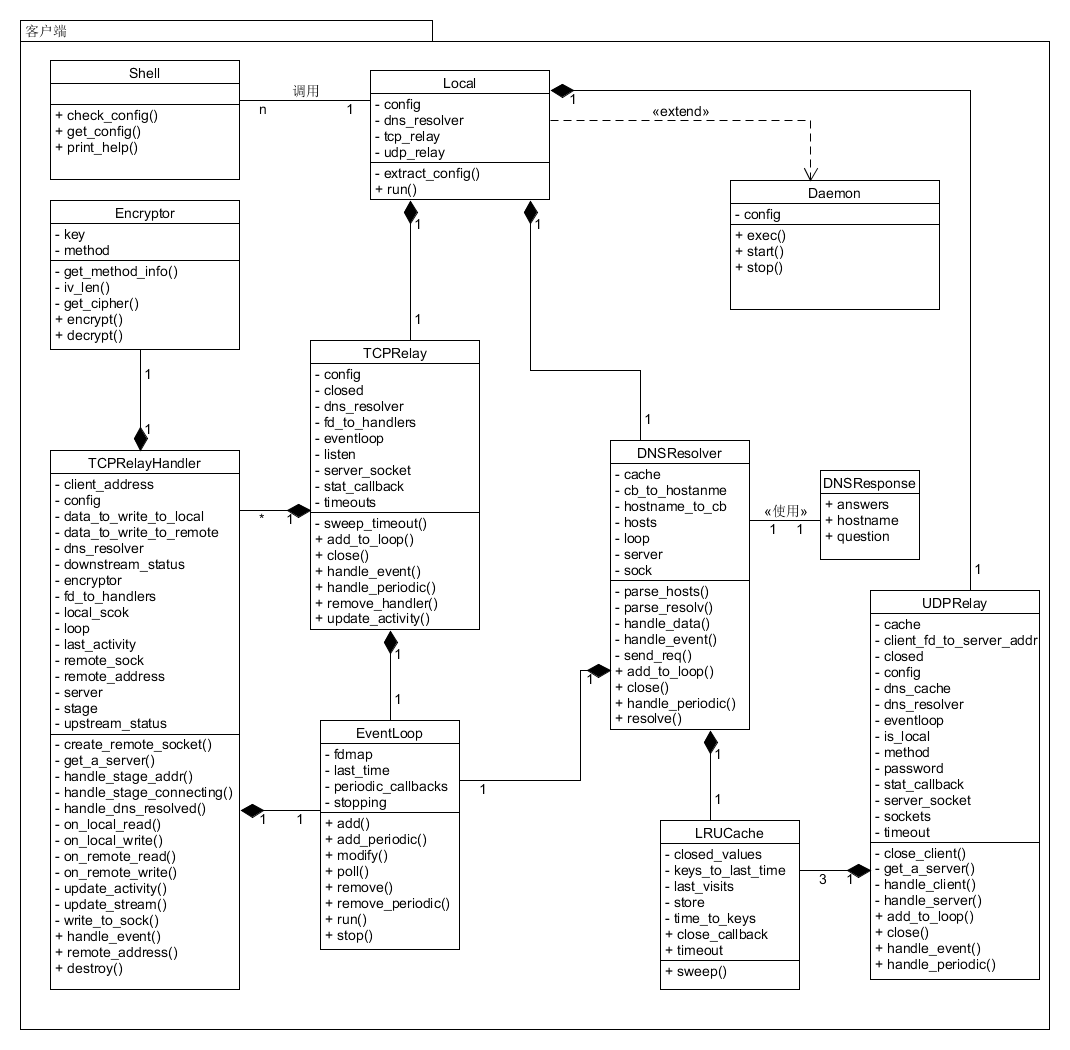 客户端
Shell
+ check_config()
+ get_config()
+ print_help()
调用
n
1
Local
- config
- dns_resolver
- tcp_relay
- udp_relay
- extract_config()
+ run()
1
«extend»
Daemon
- config
+ exec()
+ start()
+ stop()
Encryptor
- key
- method
- get_method_info()
- iv_len()
- get_cipher()
+ encrypt()
+ decrypt()
1
1
1
1
1
1
TCPRelay
- config
- closed
- dns_resolver
- fd_to_handlers
- eventloop
- listen
- server_socket
- stat_callback
- timeouts
- sweep_timeout()
+ add_to_loop()
+ close()
+ handle_event()
+ handle_periodic()
+ remove_handler()
+ update_activity()
TCPRelayHandler
- client_address
- config
- data_to_write_to_local
- data_to_write_to_remote
- dns_resolver
- downstream_status
- encryptor
- fd_to_handlers
- local_scok
- loop
- last_activity
- remote_sock
- remote_address
- server
- stage
- upstream_status
- create_remote_socket()
- get_a_server()
- handle_stage_addr()
- handle_stage_connecting()
- handle_dns_resolved()
- on_local_read()
- on_local_write()
- on_remote_read()
- on_remote_write()
- update_activity()
- update_stream()
- write_to_sock()
+ handle_event()
+ remote_address()
+ destroy()
*
1
1
1
EventLoop
- fdmap
- last_time
- periodic_callbacks
- stopping
+ add()
+ add_periodic()
+ modify()
+ poll()
+ remove()
+ remove_periodic()
+ run()
+ stop()
1
1
1
1
DNSResolver
- cache
- cb_to_hostanme
- hostname_to_cb
- hosts
- loop
- server
- sock
- parse_hosts()
- parse_resolv()
- handle_data()
- handle_event()
- send_req()
+ add_to_loop()
+ close()
+ handle_periodic()
+ resolve()
«使用»
1
1
DNSResponse
+ answers
+ hostname
+ question
1
1
LRUCache
- closed_values
- keys_to_last_time
- last_visits
- store
- time_to_keys
+ close_callback
+ timeout
+ sweep()
3
1
1
UDPRelay
- cache
- client_fd_to_server_addr
- closed
- config
- dns_cache
- dns_resolver
- eventloop
- is_local
- method
- password
- stat_callback
- server_socket
- sockets
- timeout
- close_client()
- get_a_server()
- handle_client()
- handle_server()
+ add_to_loop()
+ close()
+ handle_event()
+ handle_periodic()